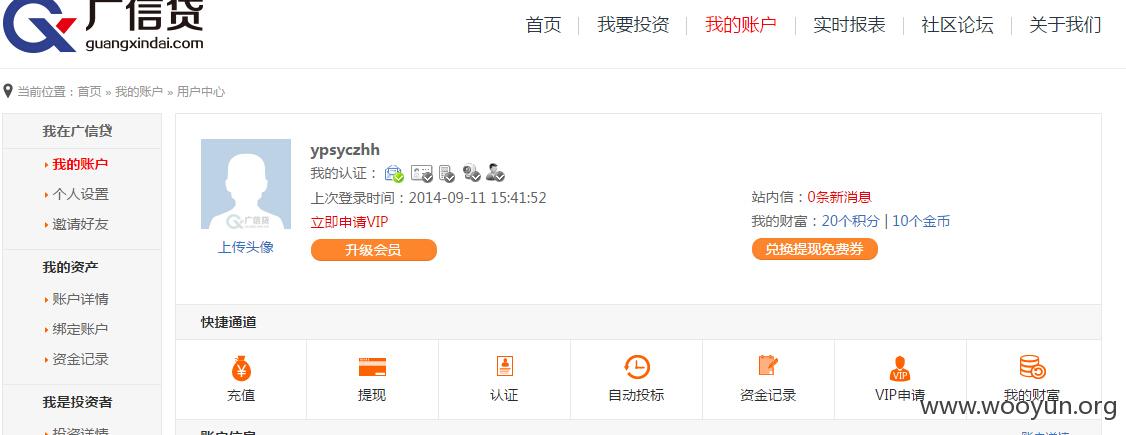 广信贷
guangxindai.com
首页
我要投资
我的账户
实时报表
社区论坛
关于我们
当前位置：首页 » 我的账户 » 用户中心
我在广信贷
我的账户
个人设置
邀请好友
我的资产
账户详情
绑定账户
资金记录
我是投资者
投资详情
广信贷
上传头像
ypsyczhh
我的认证：
上次登录时间：2014-09-11 15:41:52
立即申请VIP
升级会员
站内信：0条新消息
我的财富：20个积分 | 10个金币
兑换提现免费券
快捷通道
充值
提现
认证
自动投标
资金记录
VIP
VIP申请
我的财富
账户信息
账户详情
www.wooyun.org